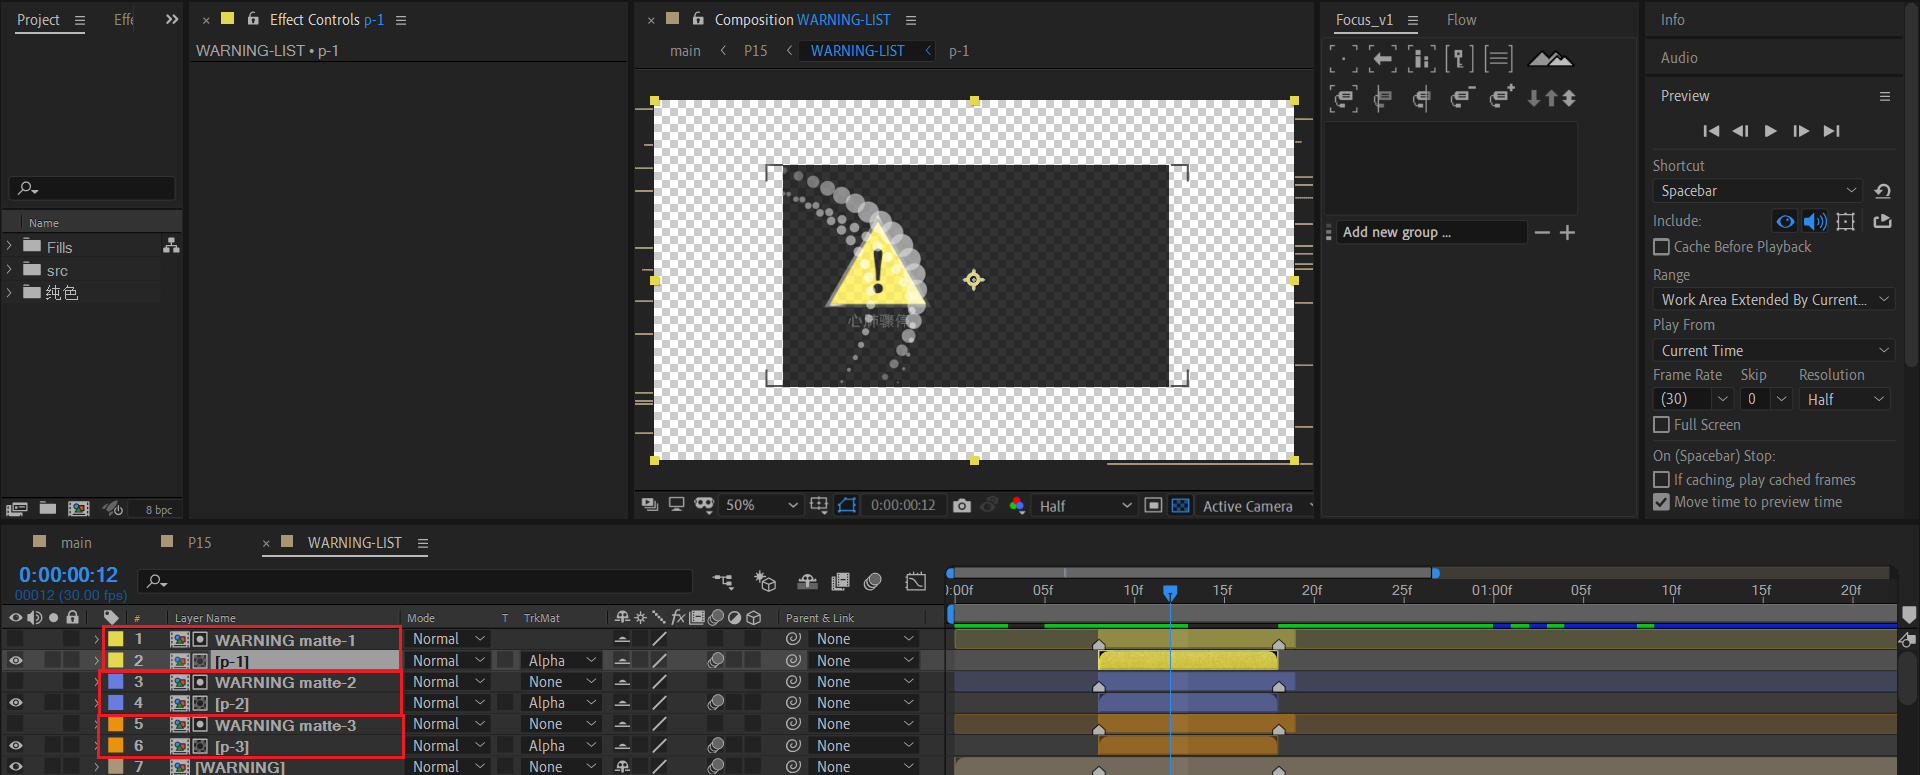 Project
Effe
Effect Controls p-1
Composition WARNING-LIST
Focus_v1
Flow
Info
WARNING-LIST • p-1
main
P15
WARNING-LIST
p-1
Audio
Preview
Shortcut
Spacebar
Include:
Cache Before Playback
Range
Work Area Extended By Current...
Play From
Current Time
Frame Rate
Skip
Resolution
(30)
0
Half
Full Screen
On (Spacebar) Stop:
If caching, play cached frames
Move time to preview time
Add new group ...
Name
Fills
src
纯色
8 bpc
心肺骤停
50%
0:00:00:12
Half
Active Camera
main
P15
WARNING-LIST
0:00:00:12
00012 (30.00 fps)
:00f
05f
10f
15f
20f
25f
01:00f
05f
10f
15f
20f
#
Layer Name
Mode
T
TrkMat
fx
Parent & Link
1
WARNING matte-1
Normal
None
2
[p-1]
Normal
Alpha
None
3
WARNING matte-2
Normal
None
None
4
[p-2]
Normal
Alpha
None
5
WARNING matte-3
Normal
None
None
6
[p-3]
Normal
Alpha
None
7
[WARNING]
Normal
None
None